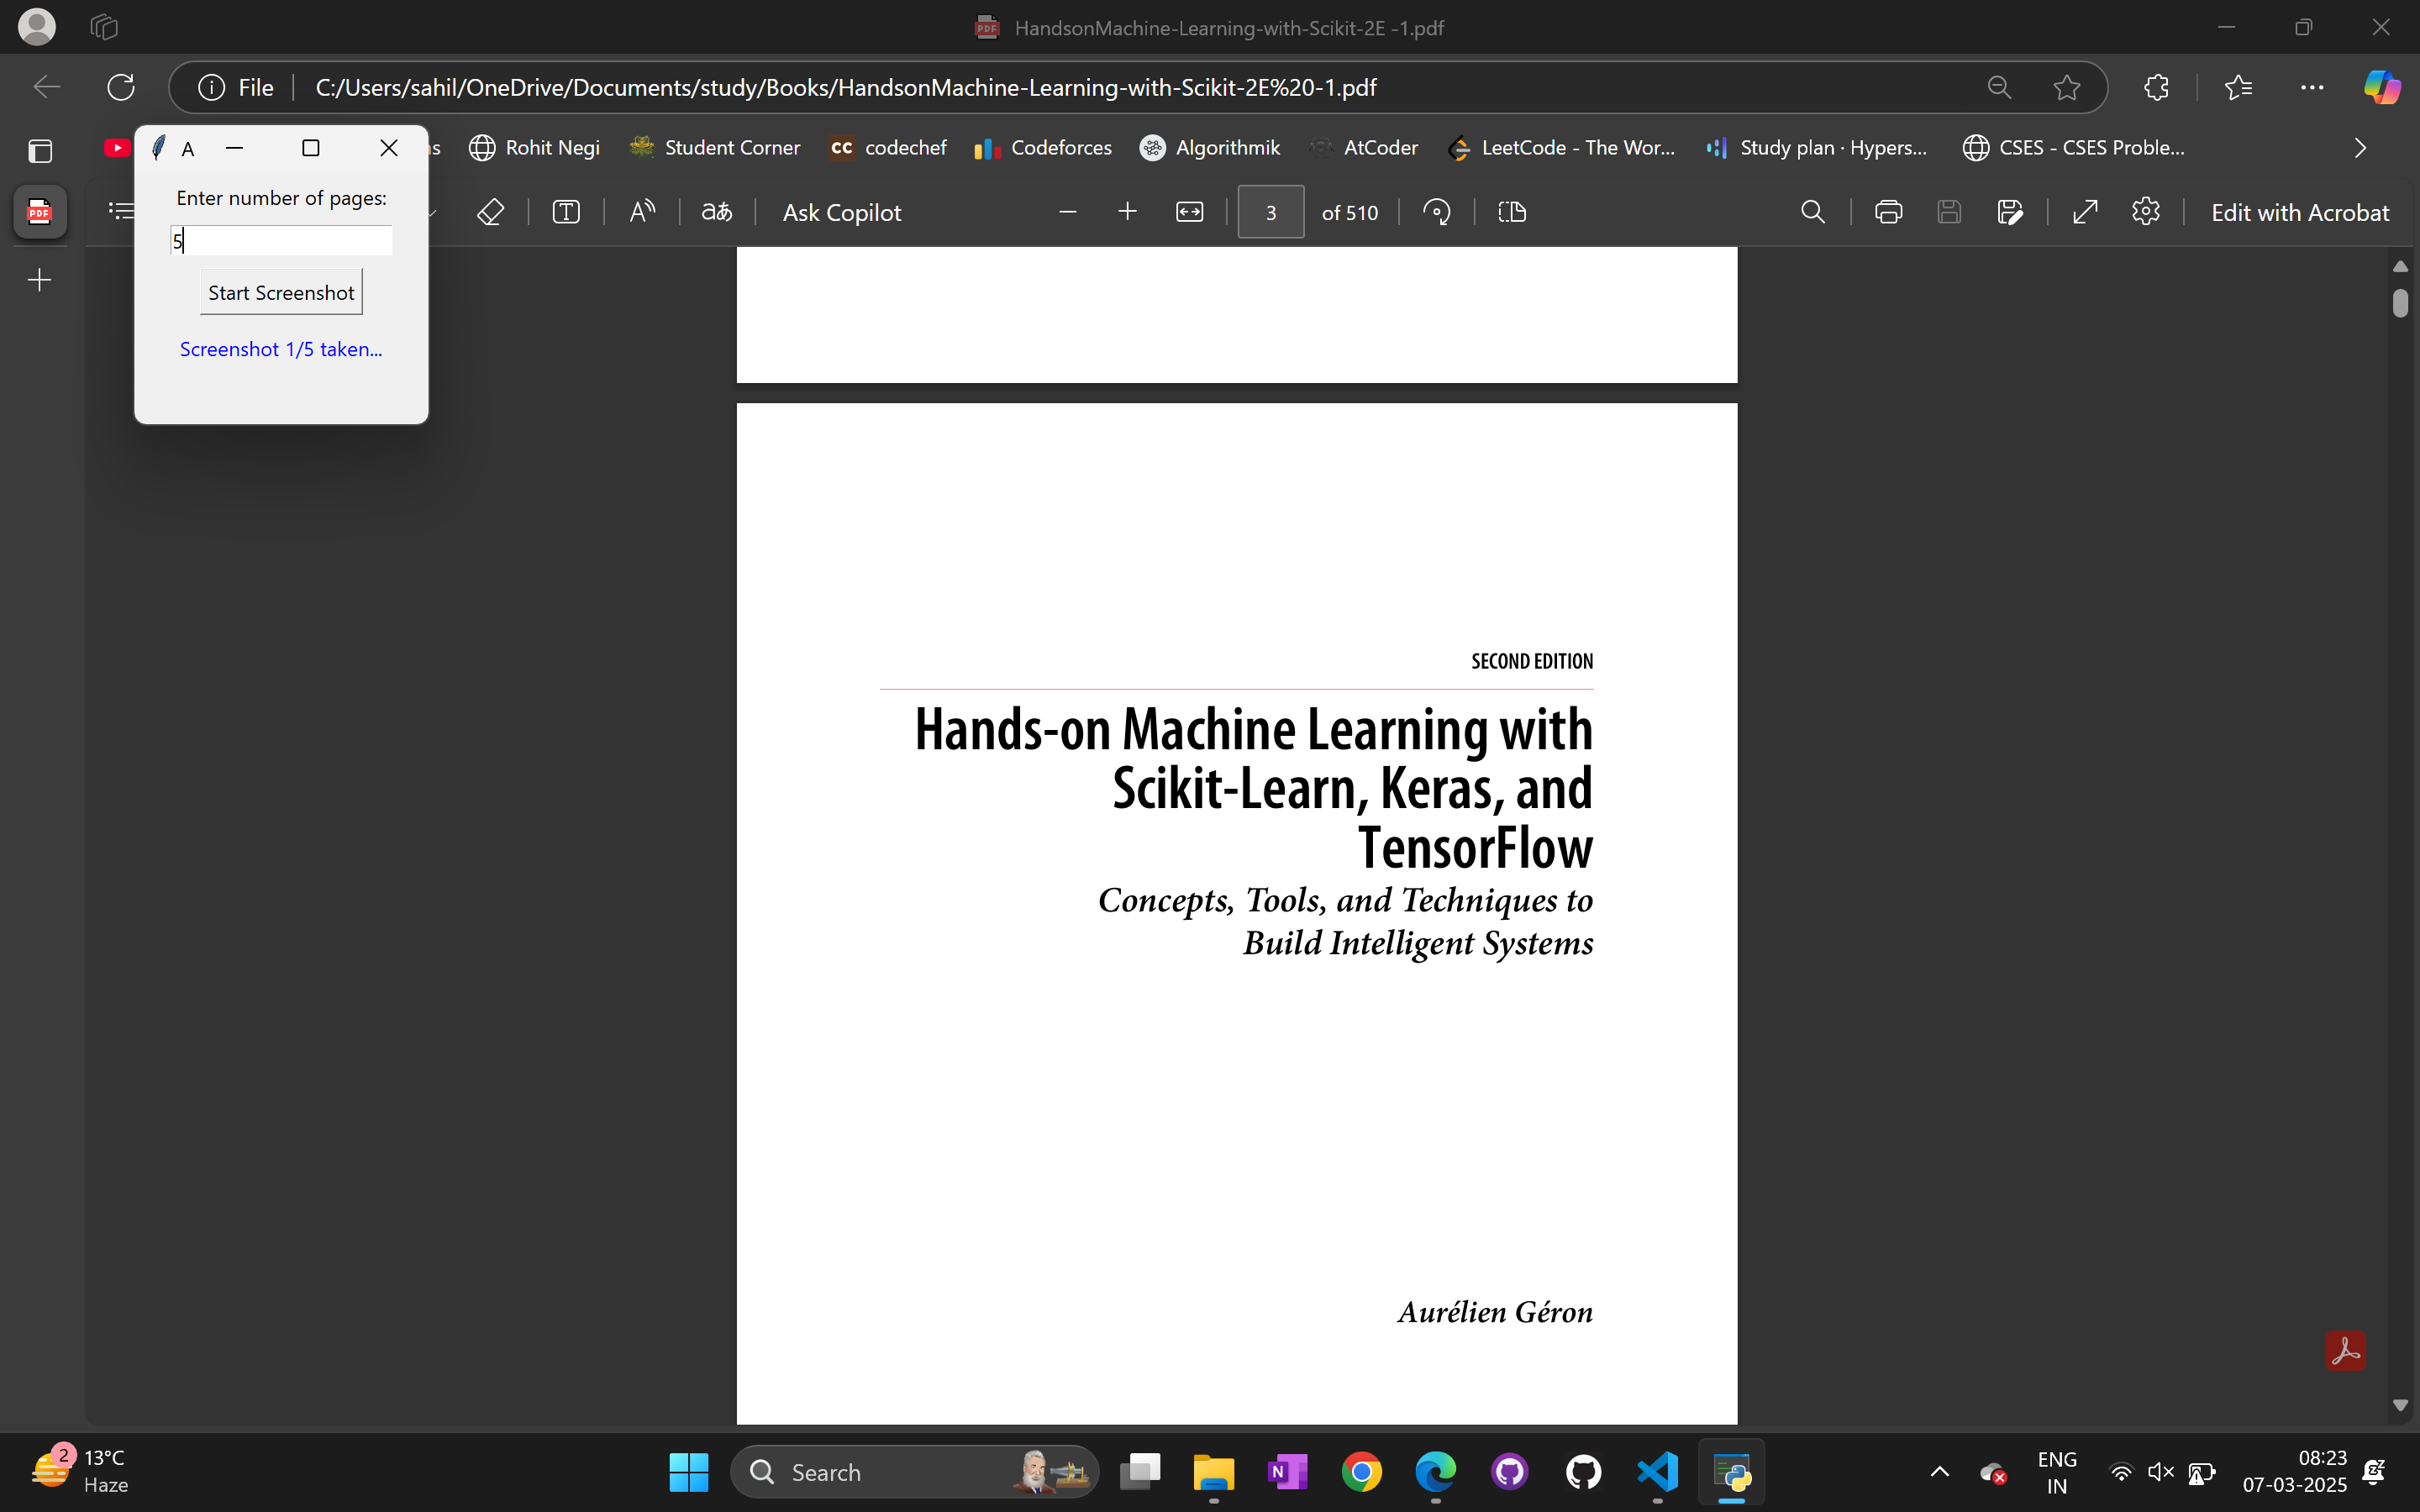 HandsonMachine-Learning-with-Scikit-2E -1.pdf
File
C:/Users/sahil/OneDrive/Documents/study/Books/HandsonMachine-Learning-with-Scikit-2E%20-1.pdf
A
Rohit Negi
Student Corner
CC codechef
Codeforces
Algorithmik
AtCoder
LeetCode - The Wor...
Study plan · Hypers...
CSES - CSES Proble...
PDF
Enter number of pages:
5
Start Screenshot
Screenshot 1/5 taken...
Ask Copilot
3 of 510
Edit with Acrobat
SECOND EDITION
Hands-on Machine Learning with
Scikit-Learn, Keras, and
TensorFlow
Concepts, Tools, and Techniques to
Build Intelligent Systems
Aurélien Géron
2
13°C
Haze
Search
ENG
IN
08:23
07-03-2025